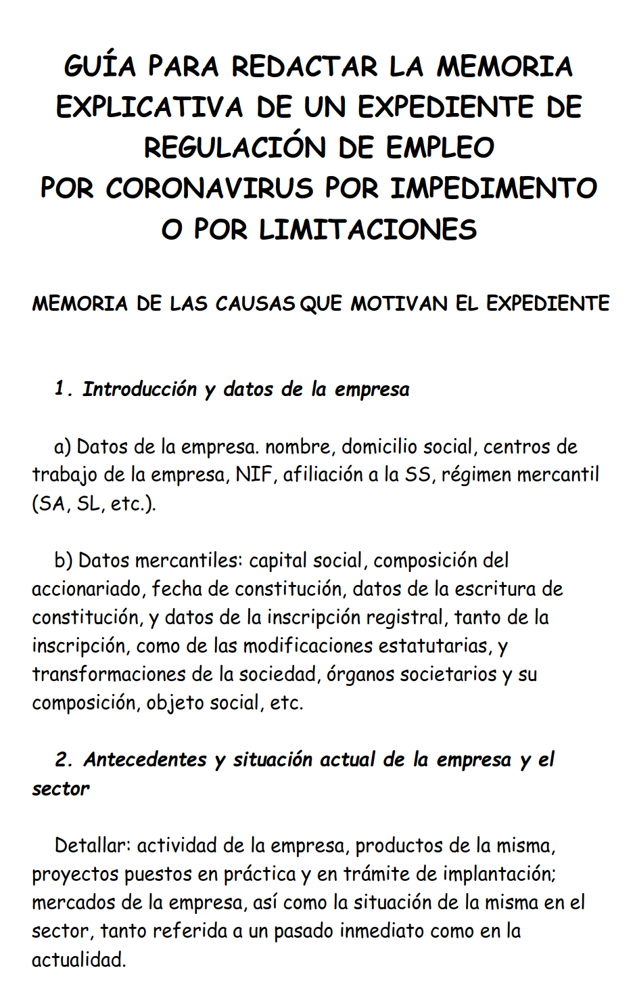 GUÍA PARA REDACTAR LA MEMORIA
EXPLICATIVA DE UN EXPEDIENTE DE
REGULACIÓN DE EMPLEO
POR CORONAVIRUS POR IMPEDIMENTO
O POR LIMITACIONES
MEMORIA DE LAS CAUSAS QUE MOTIVAN EL EXPEDIENTE
1. Introducción y datos de la empresa
a) Datos de la empresa. nombre, domicilio social, centros de
trabajo de la empresa, NIF, afiliación a la SS, régimen mercantil
(SA, SL, etc.).
b) Datos mercantiles: capital social, composición del
accionariado, fecha de constitución, datos de la escritura de
constitución, y datos de la inscripción registral, tanto de la
inscripción, como de las modificaciones estatutarias, y
transformaciones de la sociedad, órganos societarios y su
composición, objeto social, etc.
2. Antecedentes y situación actual de la empresa y el
sector
Detallar: actividad de la empresa, productos de la misma,
proyectos puestos en práctica y en trámite de implantación;
mercados de la empresa, así como la situación de la misma en el
sector, tanto referida a un pasado inmediato como en la
actualidad.